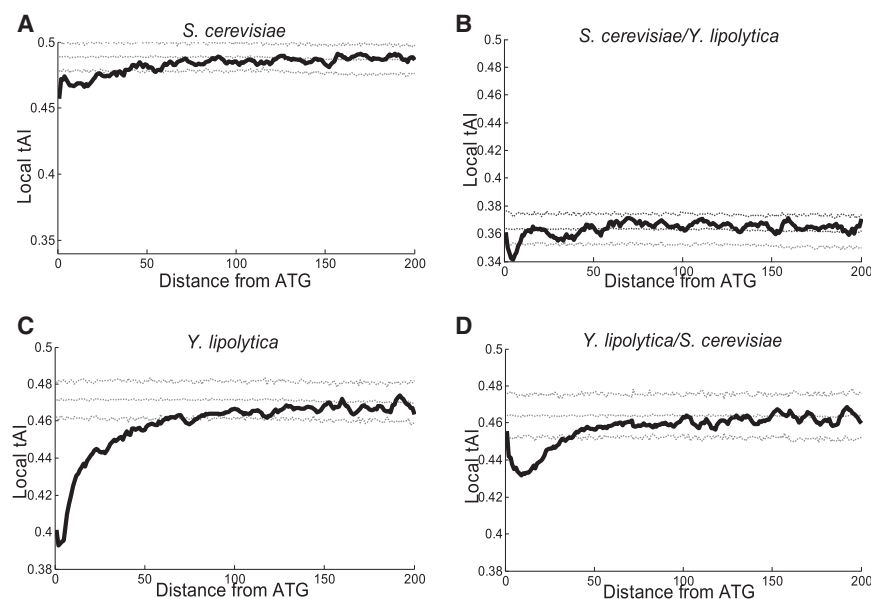 A
S. cerevisiae
0.5
0.45
0.4
0.35
Local tAI
0 50 100 150 200
Distance from ATG
B
S. cerevisiae/Y. lipolytica
0.5
0.48
0.46
0.44
0.42
0.4
0.38
0.36
0.34
Local tAI
0 50 100 150 200
Distance from ATG
C
Y. lipolytica
0.5
0.48
0.46
0.44
0.42
0.4
0.38
Local tAI
0 50 100 150 200
Distance from ATG
D
Y. lipolytica/S. cerevisiae
0.5
0.48
0.46
0.44
0.42
0.4
0.38
Local tAI
0 50 100 150 200
Distance from ATG